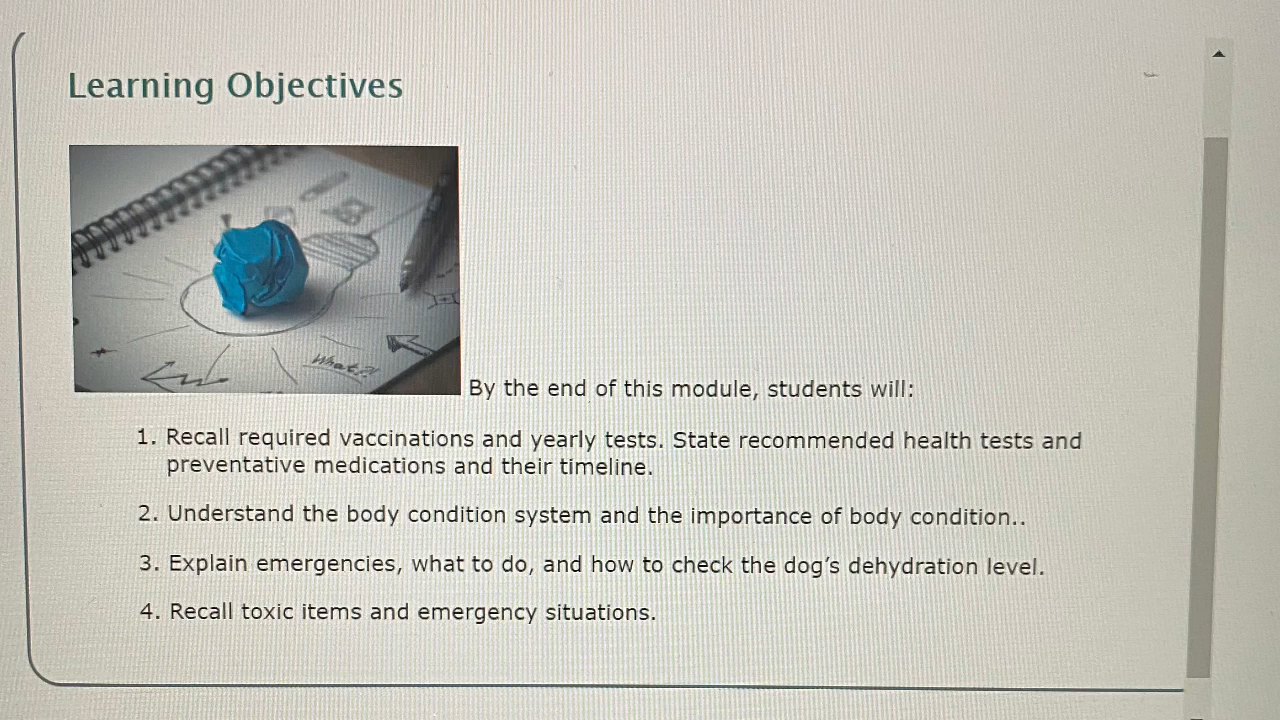 Learning Objectives
What?!
By the end of this module, students will:
1. Recall required vaccinations and yearly tests. State recommended health tests and
preventative medications and their timeline.
2. Understand the body condition system and the importance of body condition..
3. Explain emergencies, what to do, and how to check the dog's dehydration level.
4. Recall toxic items and emergency situations.